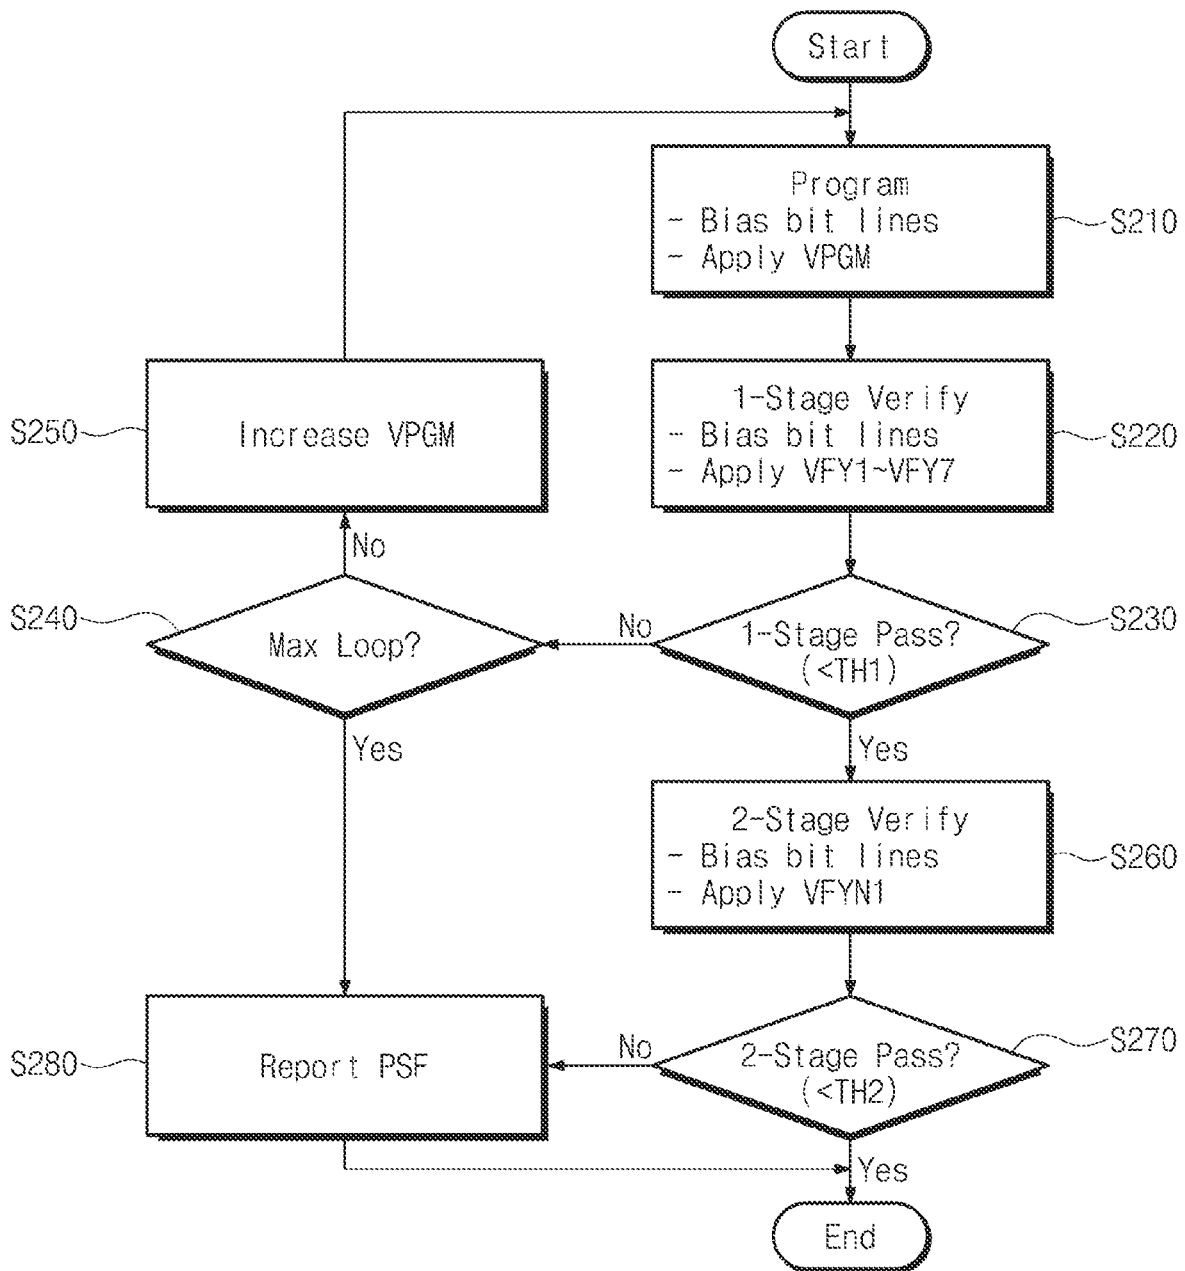 Start
Program
- Bias bit lines
- Apply VPGM
S210
S250
Increase VPGM
1-Stage Verify
- Bias bit lines
- Apply VFY1~VFY7
S220
No
S240
Max Loop?
No
1-Stage Pass?
(<TH1)
S230
Yes
Yes
2-Stage Verify
- Bias bit lines
- Apply VFYN1
S260
S280
Report PSF
No
2-Stage Pass?
(<TH2)
S270
Yes
End